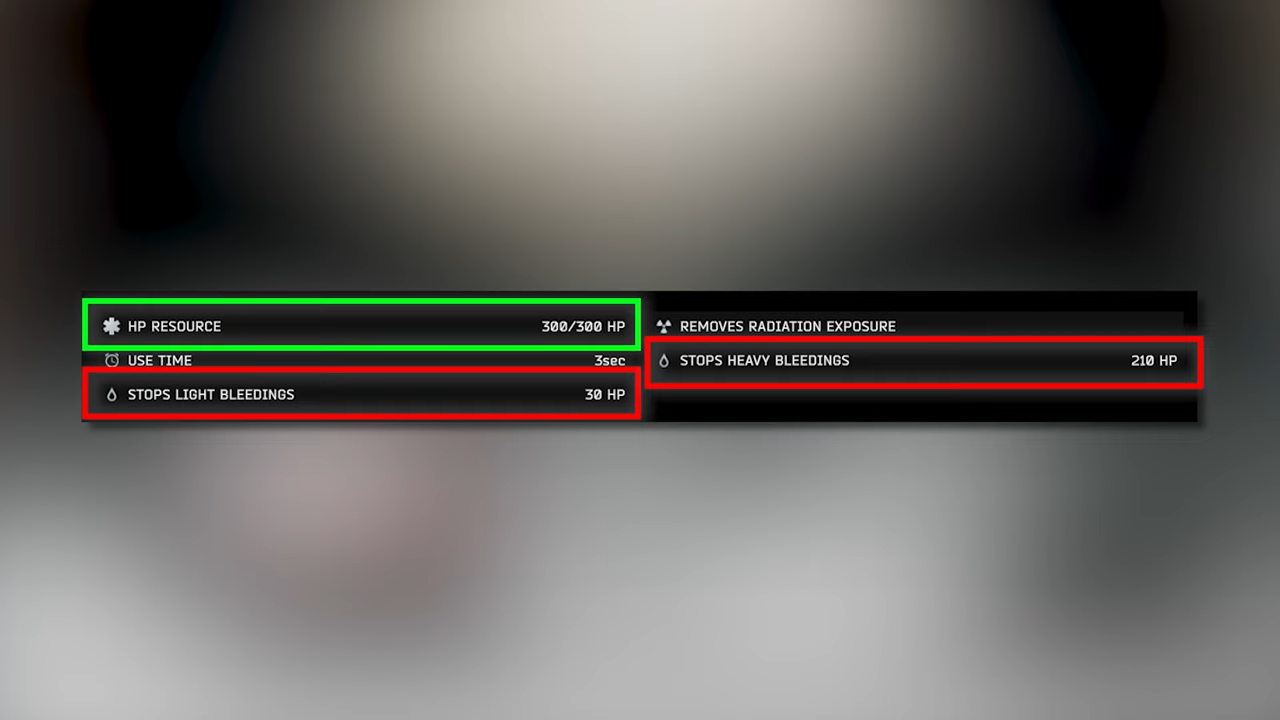 HP RESOURCE 300/300 HP
USE TIME 3sec
STOPS LIGHT BLEEDINGS 30 HP
REMOVES RADIATION EXPOSURE
STOPS HEAVY BLEEDINGS 210 HP